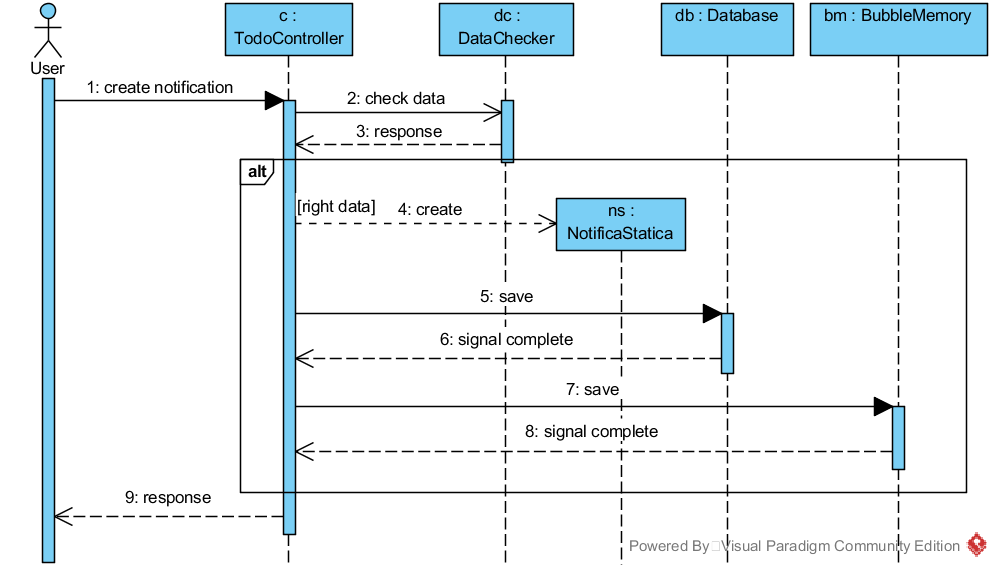 User
c :
TodoController
dc :
DataChecker
db : Database
bm : BubbleMemory
1: create notification
2: check data
3: response
alt
[right data]
4: create
ns :
NotificaStatica
5: save
6: signal complete
7: save
8: signal complete
9: response
Powered By Visual Paradigm Community Edition